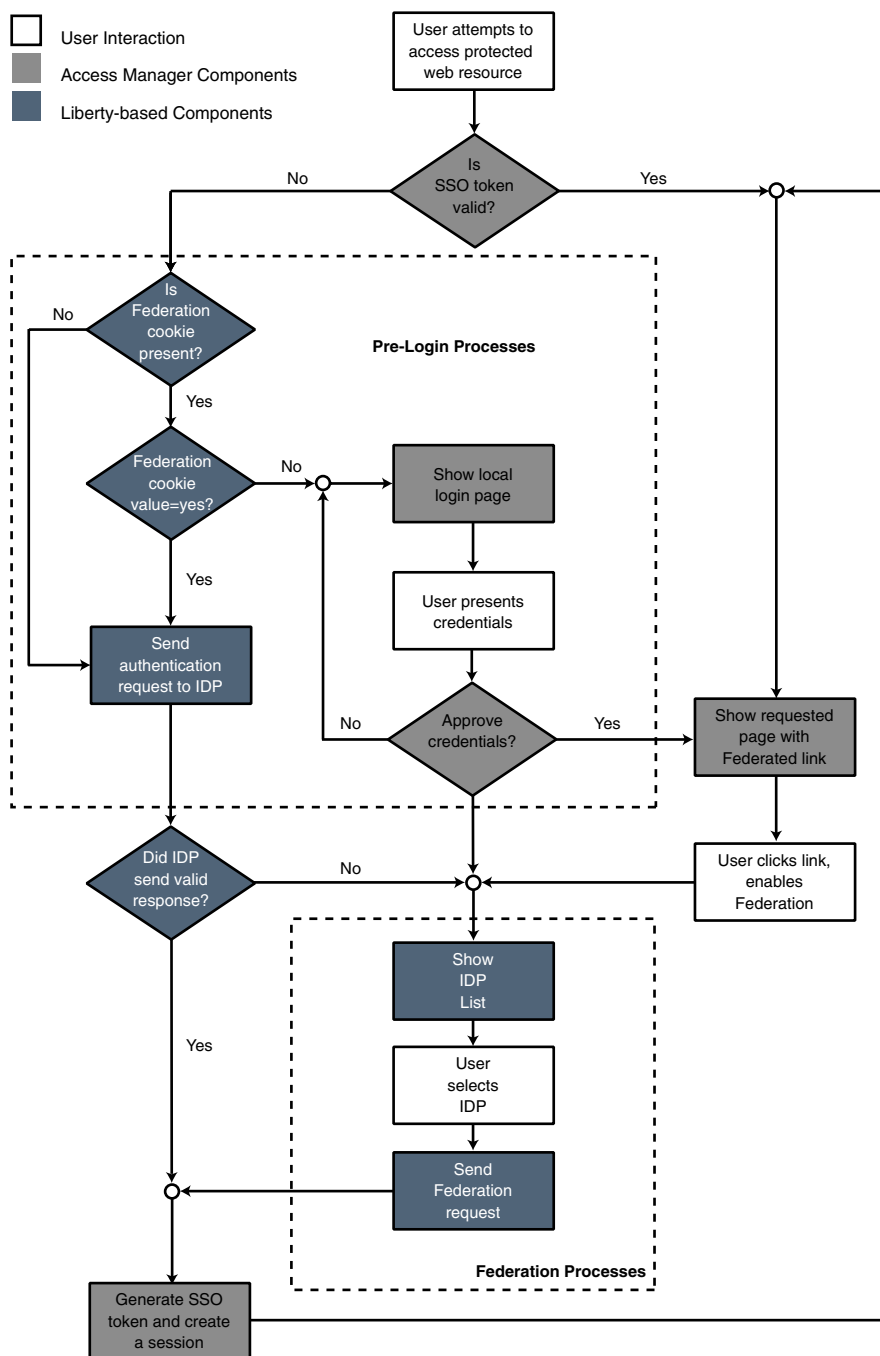 User Interaction
Access Manager Components
Liberty-based Components
User attempts to
access protected
web resource
Is
SSO token
valid?
No
Yes
Is
Federation
cookie
present?
No
Pre-Login Processes
Yes
Federation
cookie
value=yes?
No
Show local
login page
Yes
User presents
credentials
Send
authentication
request to IDP
Approve
credentials?
No
Yes
Show requested
page with
Federated link
Did IDP
send valid
response?
No
User clicks link,
enables
Federation
Show
IDP
List
Yes
User
selects
IDP
Send
Federation
request
Federation Processes
Generate SSO
token and create
a session